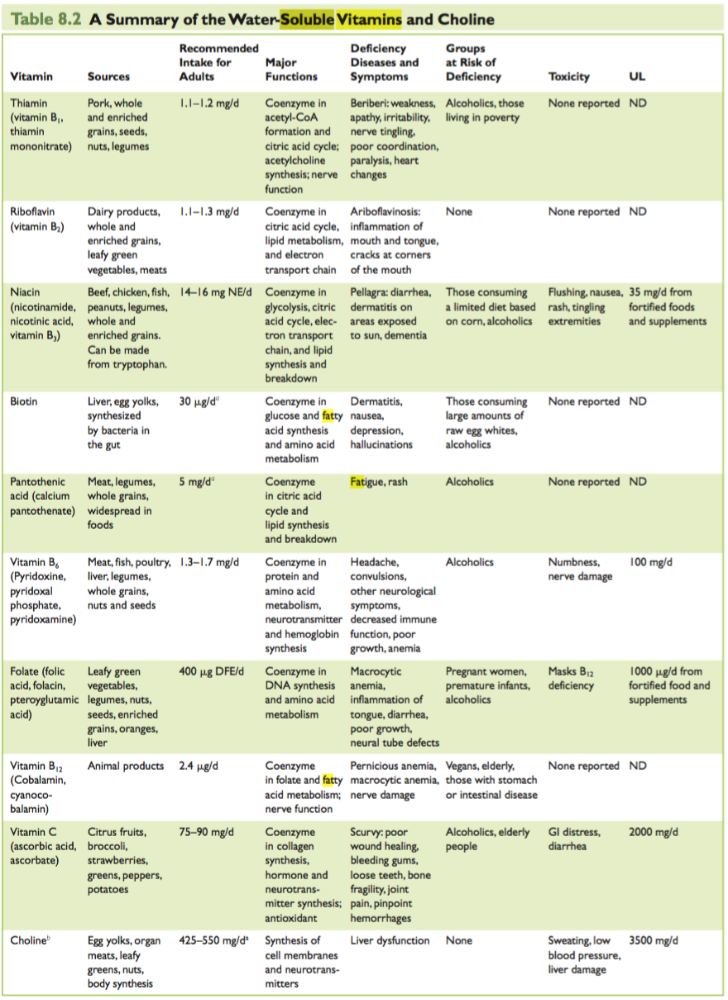 Table 8.2 A Summary of the Water-Soluble Vitamins and Choline
Vitamin
Sources
Recommended
Intake for
Adults
Major
Functions
Deficiency
Diseases and
Symptoms
Groups
at Risk of
Deficiency
Toxicity
UL
Thiamin
(vitamin B₁,
thiamin
mononitrate)
Pork, whole
and enriched
grains, seeds,
nuts, legumes
1.1–1.2 mg/d
Coenzyme in
acetyl-CoA
formation and
citric acid cycle;
acetylcholine
synthesis; nerve
function
Beriberi: weakness,
apathy, irritability,
nerve tingling,
poor coordination,
paralysis, heart
changes
Alcoholics, those
living in poverty
None reported
ND
Riboflavin
(vitamin B₂)
Dairy products,
whole and
enriched grains,
leafy green
vegetables, meats
1.1–1.3 mg/d
Coenzyme in
citric acid cycle,
lipid metabolism,
and electron
transport chain
Ariboflavinosis:
inflammation of
mouth and tongue,
cracks at corners
of the mouth
None
None reported
ND
Niacin
(nicotinamide,
nicotinic acid,
vitamin B₃)
Beef, chicken, fish,
peanuts, legumes,
whole and
enriched grains.
Can be made
from tryptophan.
14–16 mg NE/d
Coenzyme in
glycolysis, citric
acid cycle, elec-
tron transport
chain, and lipid
synthesis and
breakdown
Pellagra: diarrhea,
dermatitis on
areas exposed
to sun, dementia
Those consuming
a limited diet based
on corn, alcoholics
Flushing, nausea,
rash, tingling
extremities
35 mg/d from
fortified foods
and supplements
Biotin
Liver, egg yolks,
synthesized
by bacteria in
the gut
30 μg/dᵃ
Coenzyme in
glucose and fatty
acid synthesis
and amino acid
metabolism
Dermatitis,
nausea,
depression,
hallucinations
Those consuming
large amounts of
raw egg whites,
alcoholics
None reported
ND
Pantothenic
acid (calcium
pantothenate)
Meat, legumes,
whole grains,
widespread in
foods
5 mg/dᵃ
Coenzyme
in citric acid
cycle and
lipid synthesis
and breakdown
Fatigue, rash
Alcoholics
None reported
ND
Vitamin B₆
(Pyridoxine,
pyridoxal
phosphate,
pyridoxamine)
Meat, fish, poultry,
liver, legumes,
whole grains,
nuts and seeds
1.3–1.7 mg/d
Coenzyme in
protein and
amino acid
metabolism,
neurotransmitter
and hemoglobin
synthesis
Headache,
convulsions,
other neurological
symptoms,
decreased immune
function, poor
growth, anemia
Alcoholics
Numbness,
nerve damage
100 mg/d
Folate (folic
acid, folacin,
pteroyglutamic
acid)
Leafy green
vegetables,
legumes, nuts,
seeds, enriched
grains, oranges,
liver
400 μg DFE/d
Coenzyme in
DNA synthesis
and amino acid
metabolism
Macrocytic
anemia,
inflammation of
tongue, diarrhea,
poor growth,
neural tube defects
Pregnant women,
premature infants,
alcoholics
Masks B₁₂
deficiency
1000 μg/d from
fortified food and
supplements
Vitamin B₁₂
(Cobalamin,
cyanoco-
balamin)
Animal products
2.4 μg/d
Coenzyme
in folate and fatty
acid metabolism;
nerve function
Pernicious anemia,
macrocytic anemia,
nerve damage
Vegans, elderly,
those with stomach
or intestinal disease
None reported
ND
Vitamin C
(ascorbic acid,
ascorbate)
Citrus fruits,
broccoli,
strawberries,
greens, peppers,
potatoes
75–90 mg/d
Coenzyme
in collagen
synthesis,
hormone and
neurotrans-
mitter synthesis;
antioxidant
Scurvy: poor
wound healing,
bleeding gums,
loose teeth, bone
fragility, joint
pain, pinpoint
hemorrhages
Alcoholics, elderly
people
GI distress,
diarrhea
2000 mg/d
Cholineᵇ
Egg yolks, organ
meats, leafy
greens, nuts,
body synthesis
425–550 mg/dᵃ
Synthesis of
cell membranes
and neurotrans-
mitters
Liver dysfunction
None
Sweating, low
blood pressure,
liver damage
3500 mg/d